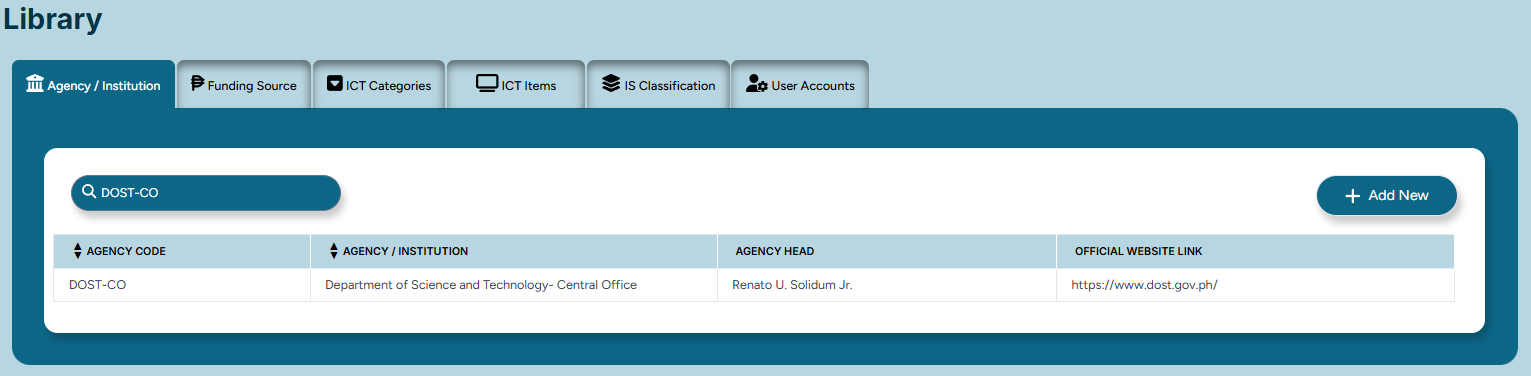 Library
Agency / Institution Funding Source ICT Categories ICT Items IS Classification User Accounts
DOST-CO
Add New
AGENCY CODE AGENCY / INSTITUTION AGENCY HEAD OFFICIAL WEBSITE LINK
DOST-CO Department of Science and Technology- Central Office Renato U. Solidum Jr. https://www.dost.gov.ph/